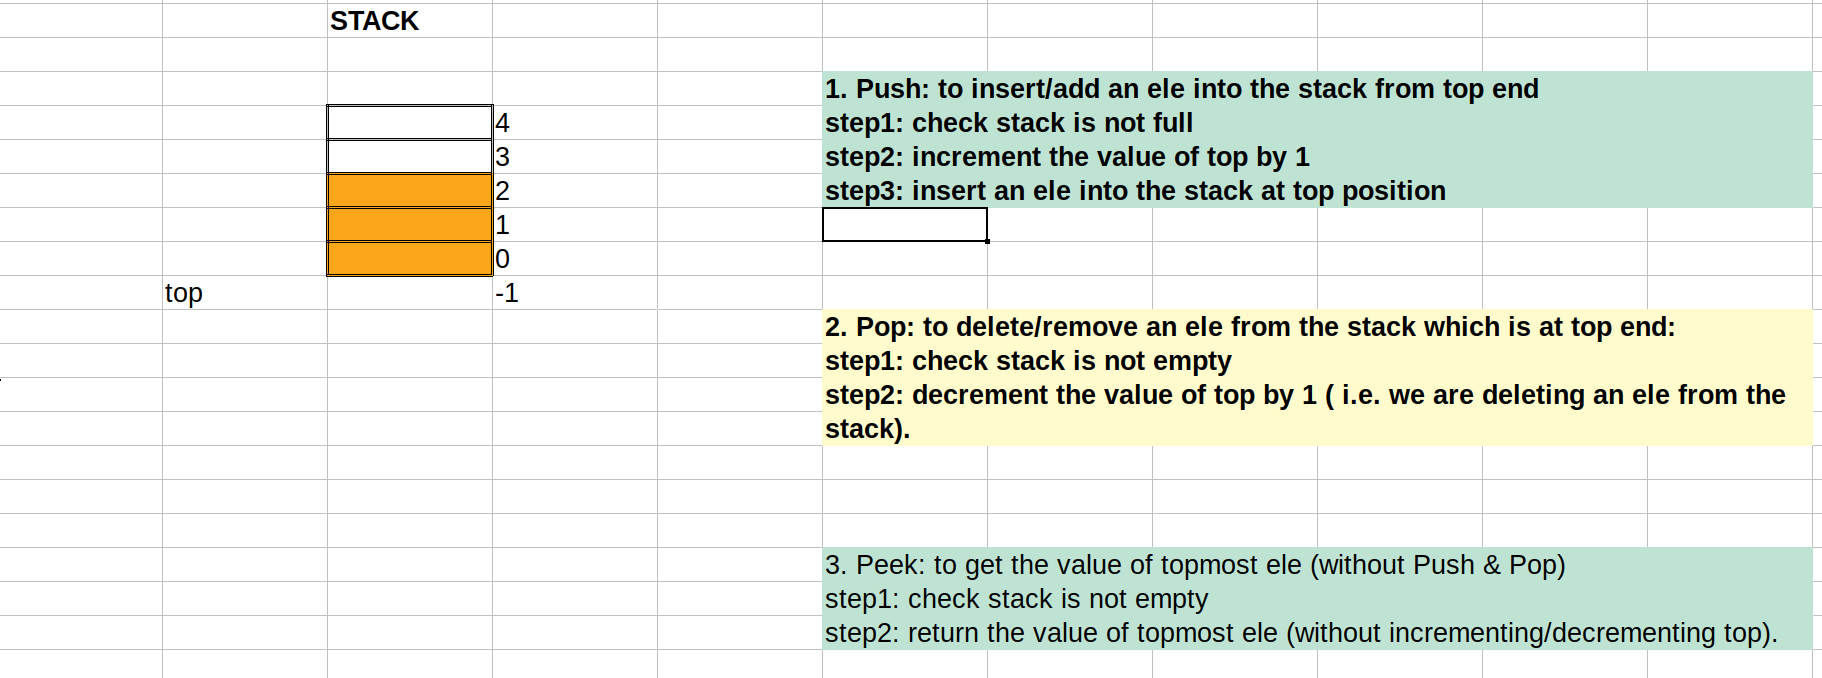 STACK
4
3
2
1
0
top -1
1. Push: to insert/add an ele into the stack from top end
step1: check stack is not full
step2: increment the value of top by 1
step3: insert an ele into the stack at top position
2. Pop: to delete/remove an ele from the stack which is at top end:
step1: check stack is not empty
step2: decrement the value of top by 1 ( i.e. we are deleting an ele from the
stack).
3. Peek: to get the value of topmost ele (without Push & Pop)
step1: check stack is not empty
step2: return the value of topmost ele (without incrementing/decrementing top).